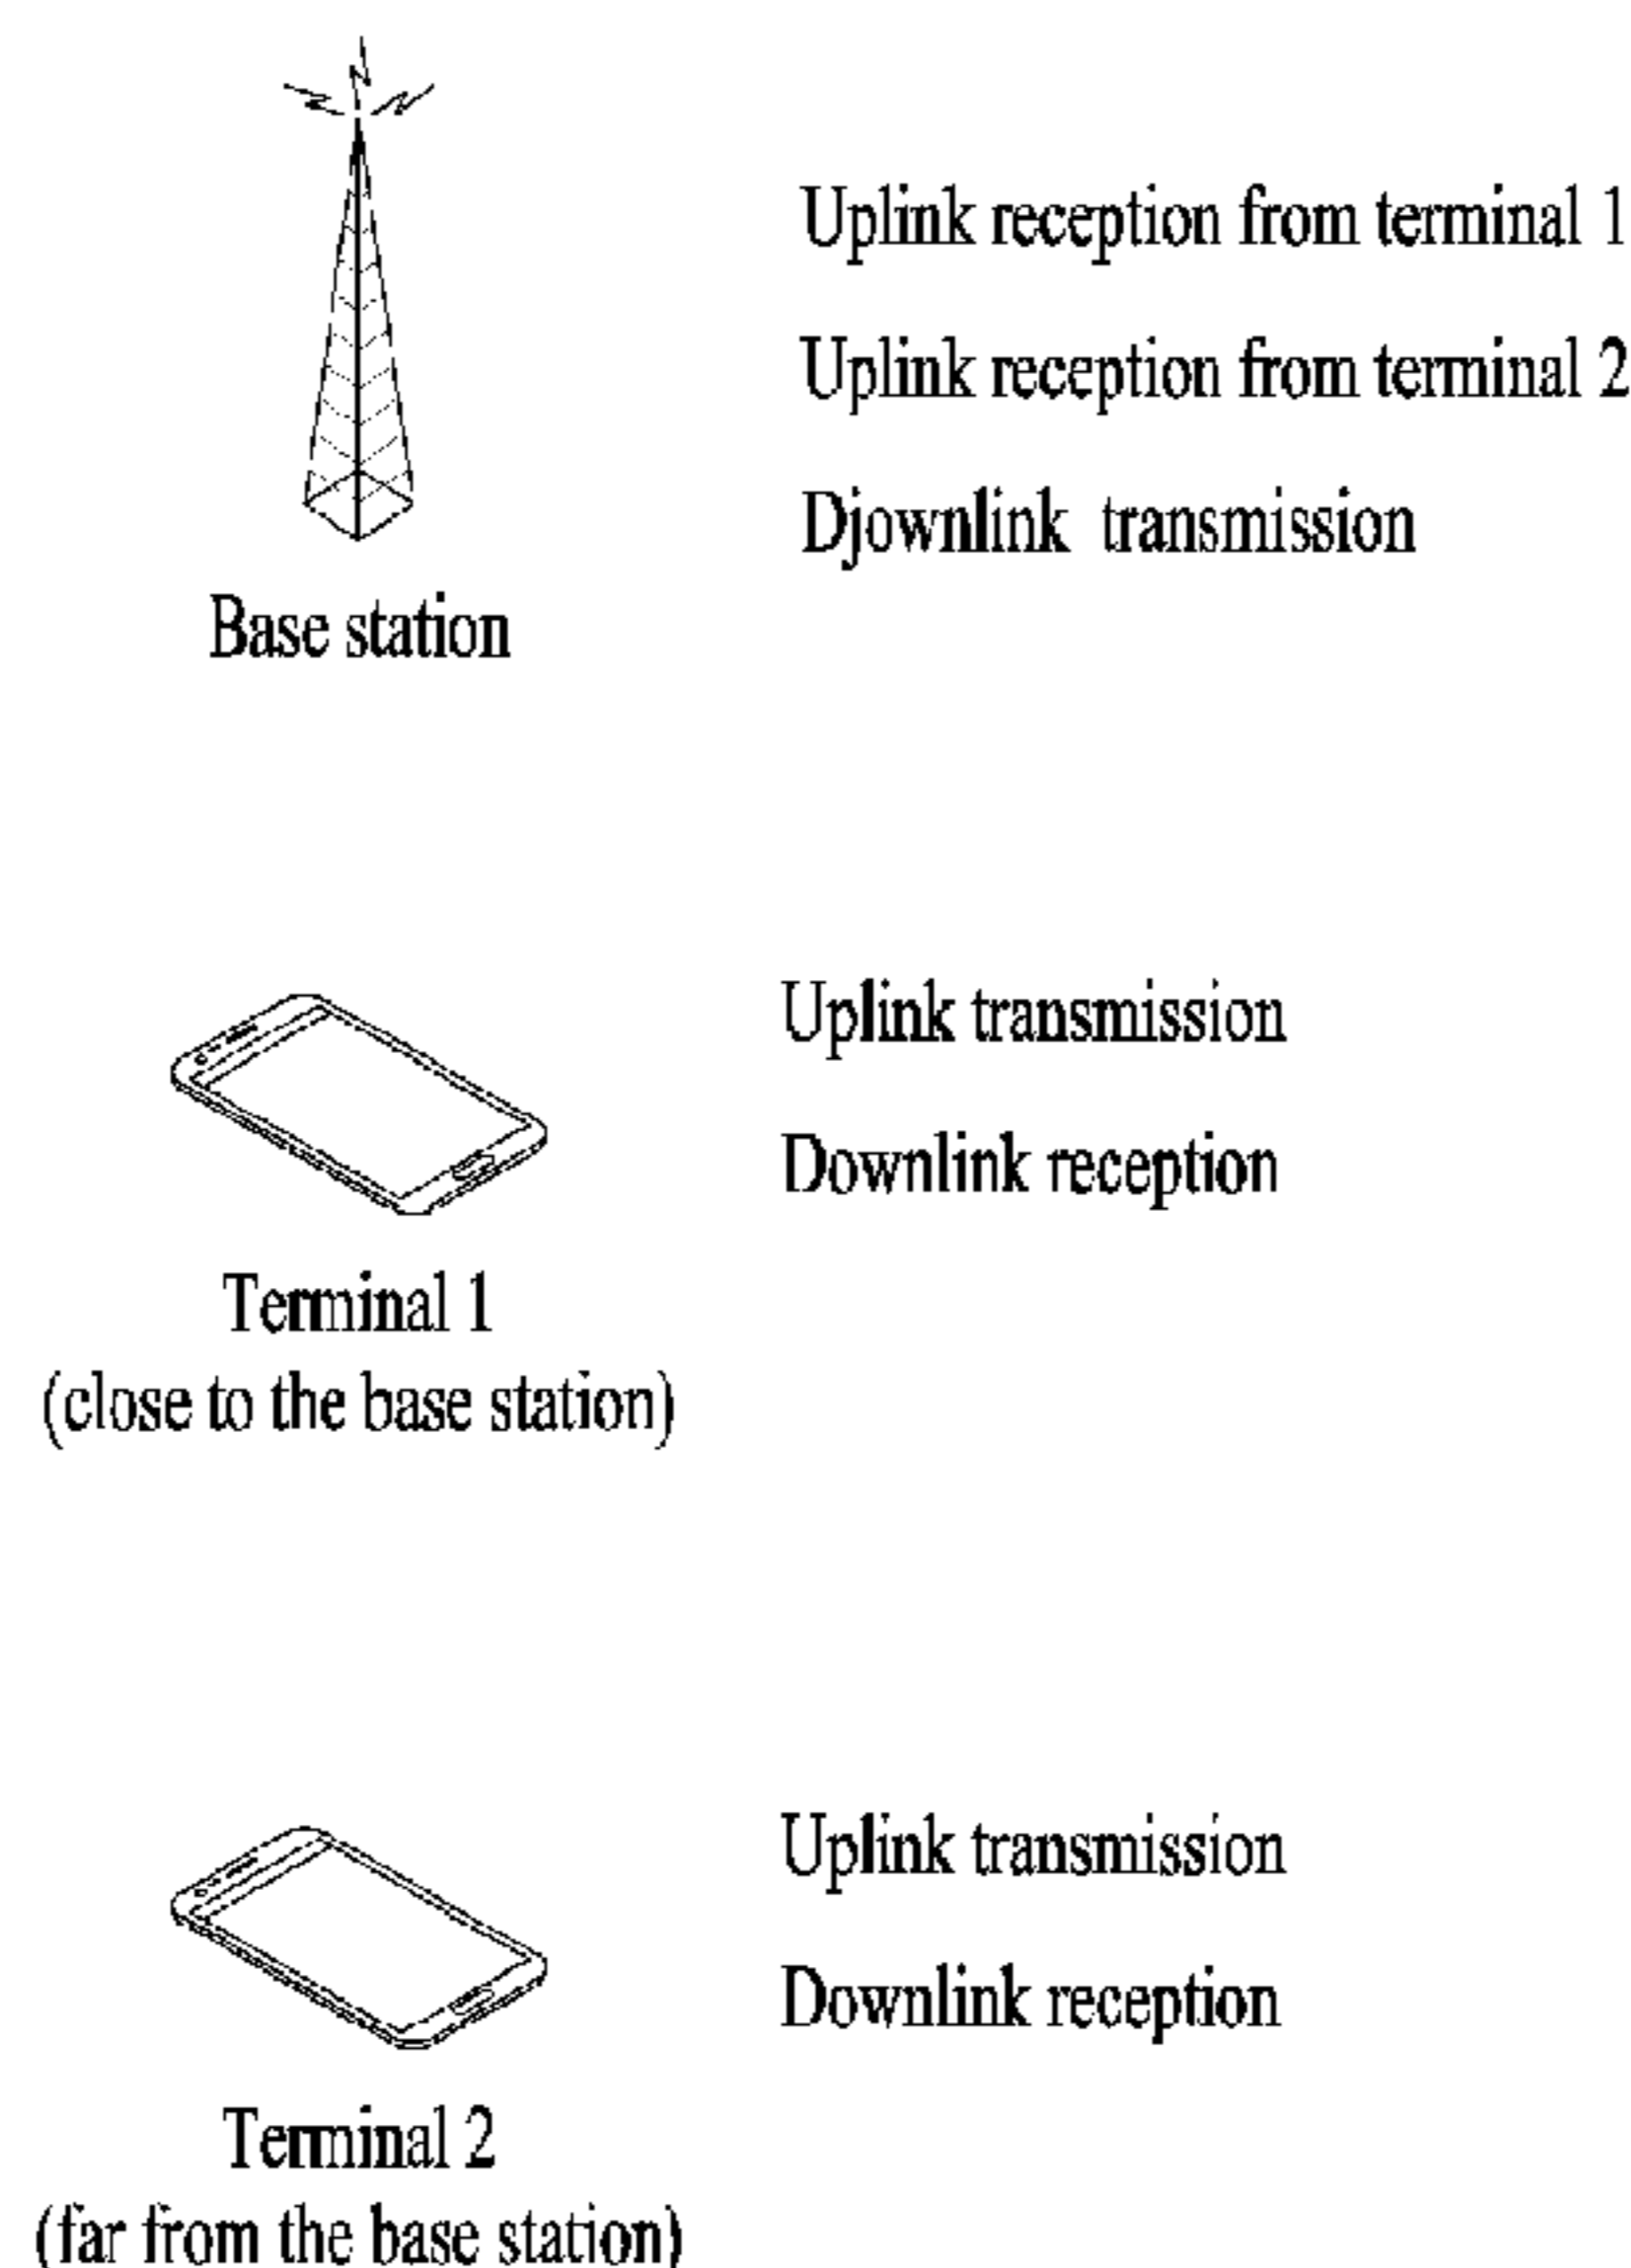 Uplink reception from terminal 1
Uplink reception from terminal 2
Djownlink transmission
Base station
Uplink transmission
Downlink reception
Terminal 1
(close to the base station)
Uplink transmission
Downlink reception
Terminal 2
(far from the base station)